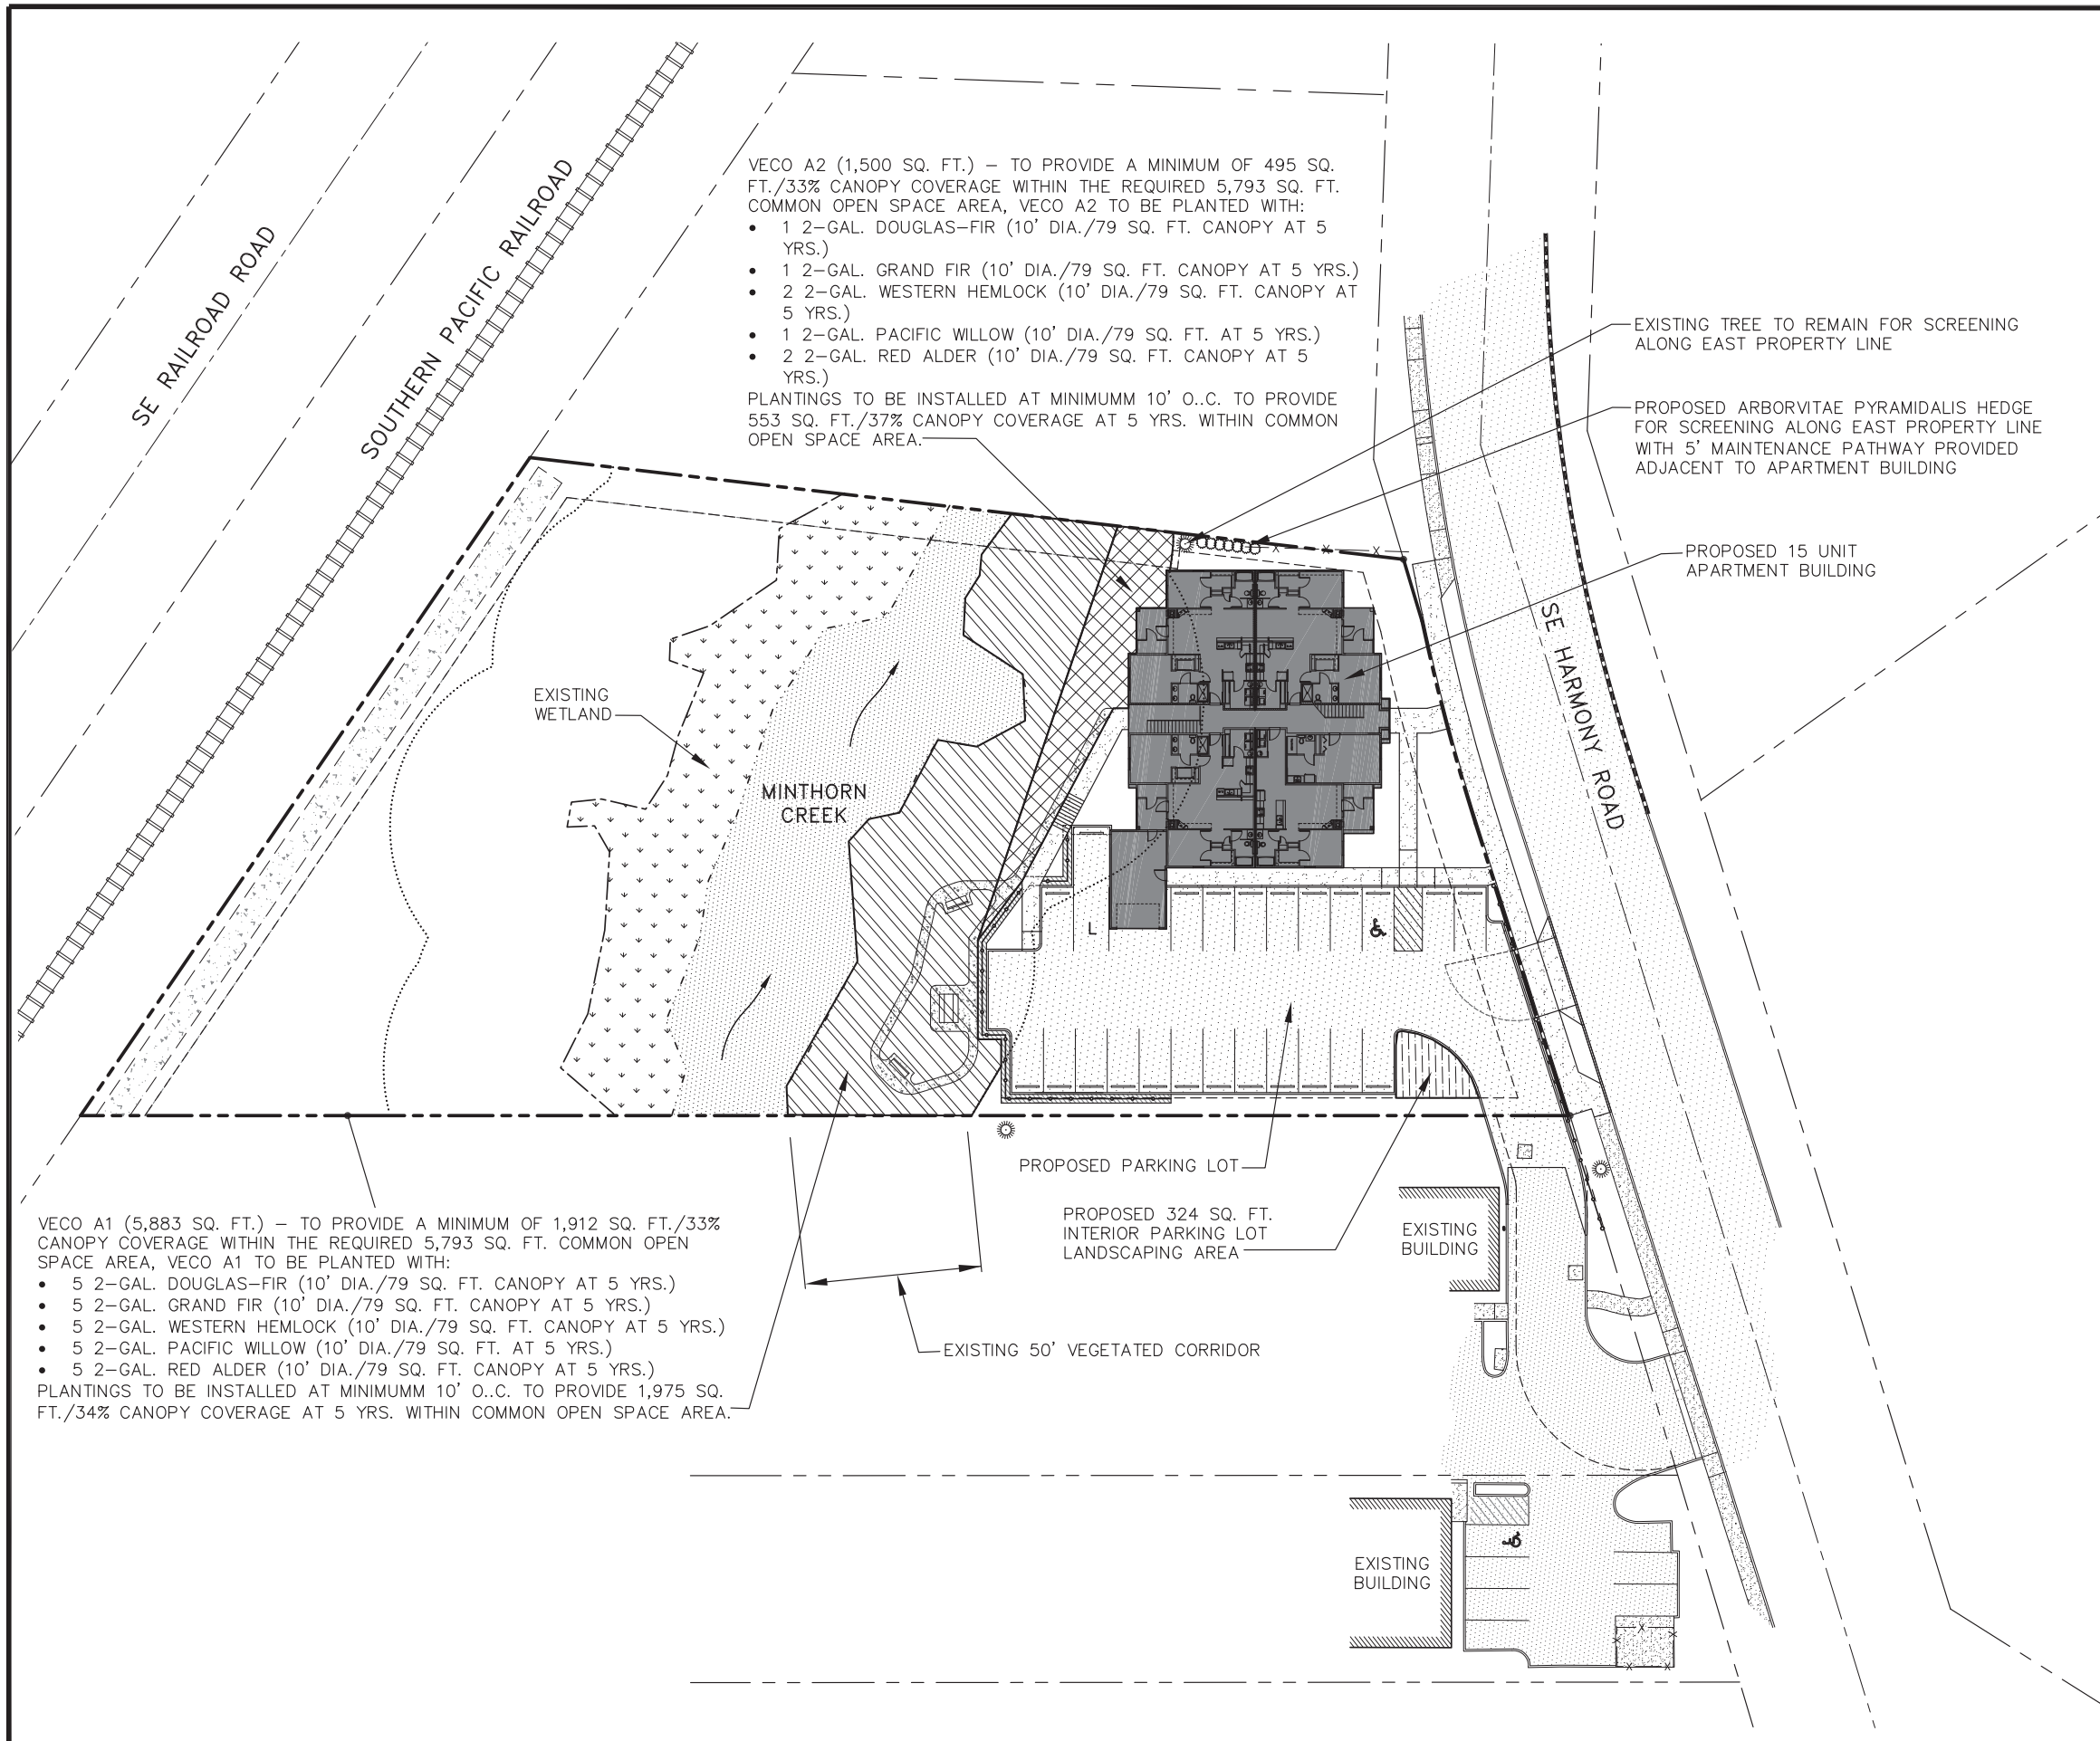 VECO A2 (1,500 SQ. FT.) – TO PROVIDE A MINIMUM OF 495 SQ.
FT./33% CANOPY COVERAGE WITHIN THE REQUIRED 5,793 SQ. FT.
COMMON OPEN SPACE AREA, VECO A2 TO BE PLANTED WITH:
• 1 2–GAL. DOUGLAS–FIR (10' DIA./79 SQ. FT. CANOPY AT 5
YRS.)
• 1 2–GAL. GRAND FIR (10' DIA./79 SQ. FT. CANOPY AT 5 YRS.)
• 2 2–GAL. WESTERN HEMLOCK (10' DIA./79 SQ. FT. CANOPY AT
5 YRS.)
• 1 2–GAL. PACIFIC WILLOW (10' DIA./79 SQ. FT. AT 5 YRS.)
• 2 2–GAL. RED ALDER (10' DIA./79 SQ. FT. CANOPY AT 5
YRS.)
PLANTINGS TO BE INSTALLED AT MINIMUMM 10' O..C. TO PROVIDE
553 SQ. FT./37% CANOPY COVERAGE AT 5 YRS. WITHIN COMMON
OPEN SPACE AREA.
SE RAILROAD ROAD
SOUTHERN PACIFIC RAILROAD
EXISTING TREE TO REMAIN FOR SCREENING
ALONG EAST PROPERTY LINE
PROPOSED ARBORVITAE PYRAMIDALIS HEDGE
FOR SCREENING ALONG EAST PROPERTY LINE
WITH 5' MAINTENANCE PATHWAY PROVIDED
ADJACENT TO APARTMENT BUILDING
PROPOSED 15 UNIT
APARTMENT BUILDING
SE HARMONY ROAD
EXISTING
WETLAND
MINTHORN
CREEK
L
PROPOSED PARKING LOT
PROPOSED 324 SQ. FT.
INTERIOR PARKING LOT
LANDSCAPING AREA
EXISTING
BUILDING
VECO A1 (5,883 SQ. FT.) – TO PROVIDE A MINIMUM OF 1,912 SQ. FT./33%
CANOPY COVERAGE WITHIN THE REQUIRED 5,793 SQ. FT. COMMON OPEN
SPACE AREA, VECO A1 TO BE PLANTED WITH:
• 5 2–GAL. DOUGLAS–FIR (10' DIA./79 SQ. FT. CANOPY AT 5 YRS.)
• 5 2–GAL. GRAND FIR (10' DIA./79 SQ. FT. CANOPY AT 5 YRS.)
• 5 2–GAL. WESTERN HEMLOCK (10' DIA./79 SQ. FT. CANOPY AT 5 YRS.)
• 5 2–GAL. PACIFIC WILLOW (10' DIA./79 SQ. FT. AT 5 YRS.)
• 5 2–GAL. RED ALDER (10' DIA./79 SQ. FT. CANOPY AT 5 YRS.)
PLANTINGS TO BE INSTALLED AT MINIMUMM 10' O..C. TO PROVIDE 1,975 SQ.
FT./34% CANOPY COVERAGE AT 5 YRS. WITHIN COMMON OPEN SPACE AREA.
EXISTING 50' VEGETATED CORRIDOR
EXISTING
BUILDING